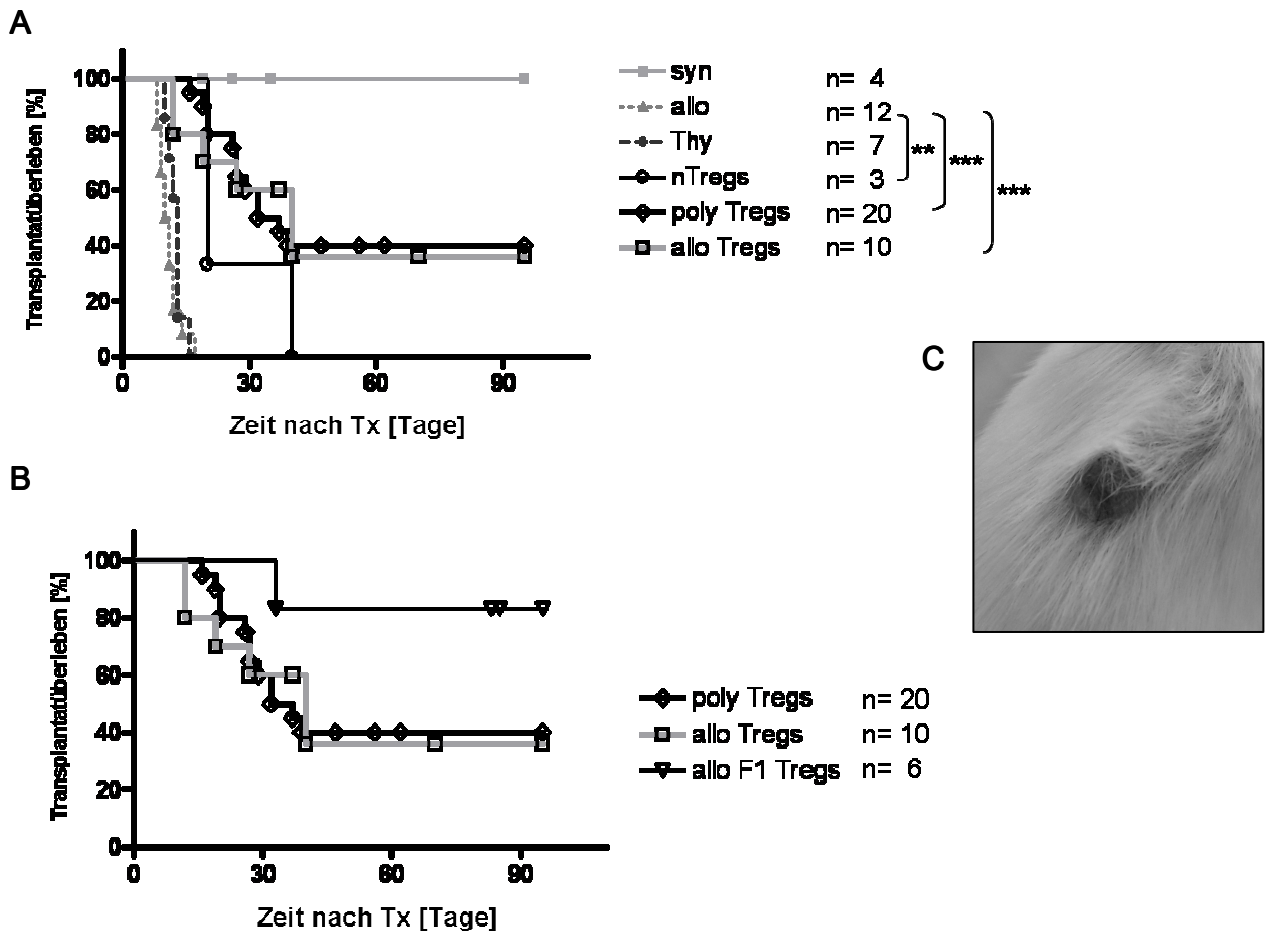 A
Transplantatüberleben [%]
100
80
60
40
20
0
0 30 60 90
Zeit nach Tx [Tage]
syn n= 4
allo n= 12
Thy n= 7
nTregs n= 3
poly Tregs n= 20
allo Tregs n= 10
**
***
***
C
B
Transplantatüberleben [%]
100
80
60
40
20
0
0 30 60 90
Zeit nach Tx [Tage]
poly Tregs n= 20
allo Tregs n= 10
allo F1 Tregs n= 6